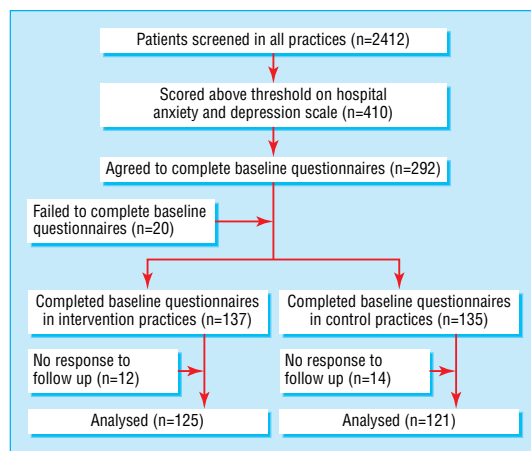 Patients screened in all practices (n=2412)
Scored above threshold on hospital
anxiety and depression scale (n=410)
Agreed to complete baseline questionnaires (n=292)
Failed to complete baseline
questionnaires (n=20)
Completed baseline questionnaires
in intervention practices (n=137)
Completed baseline questionnaires
in control practices (n=135)
No response to
follow up (n=12)
No response to
follow up (n=14)
Analysed (n=125)
Analysed (n=121)